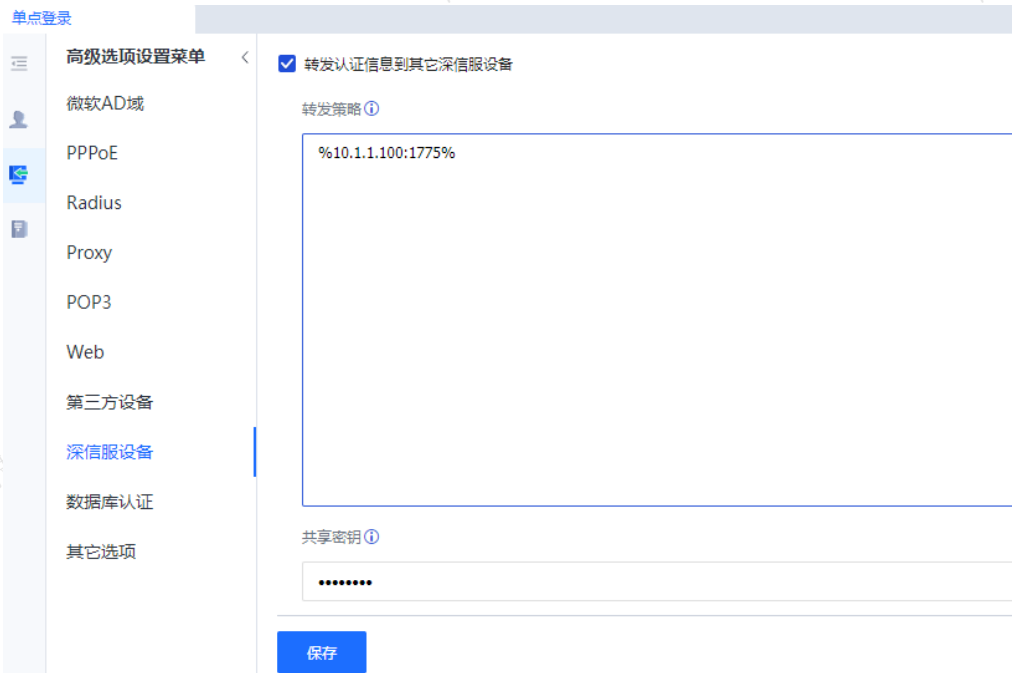 单点登录
高级选项设置菜单
微软AD域
PPPoE
Radius
Proxy
POP3
Web
第三方设备
深信服设备
数据库认证
其它选项
转发认证信息到其它深信服设备
转发策略
%10.1.1.100:1775%
共享密钥
••••••••
保存